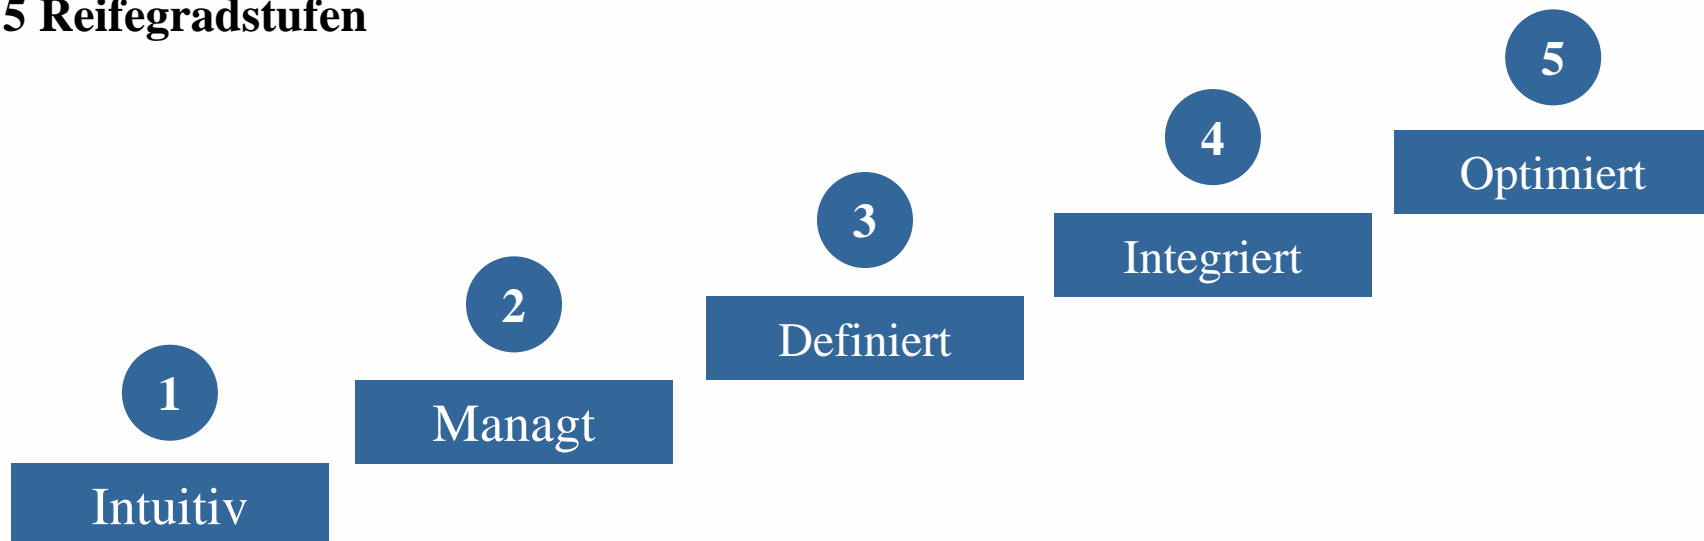 5 Reifegradstufen
1
Intuitiv
2
Managt
3
Definiert
4
Integriert
5
Optimiert